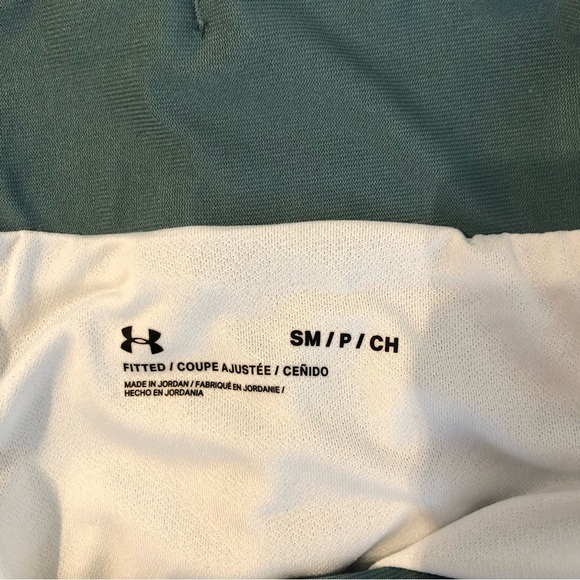 SM / P / CH
FITTED / COUPE AJUSTÉE / CEÑIDO
MADE IN JORDAN / FABRIQUÉ EN JORDANIE /
HECHO EN JORDANIA